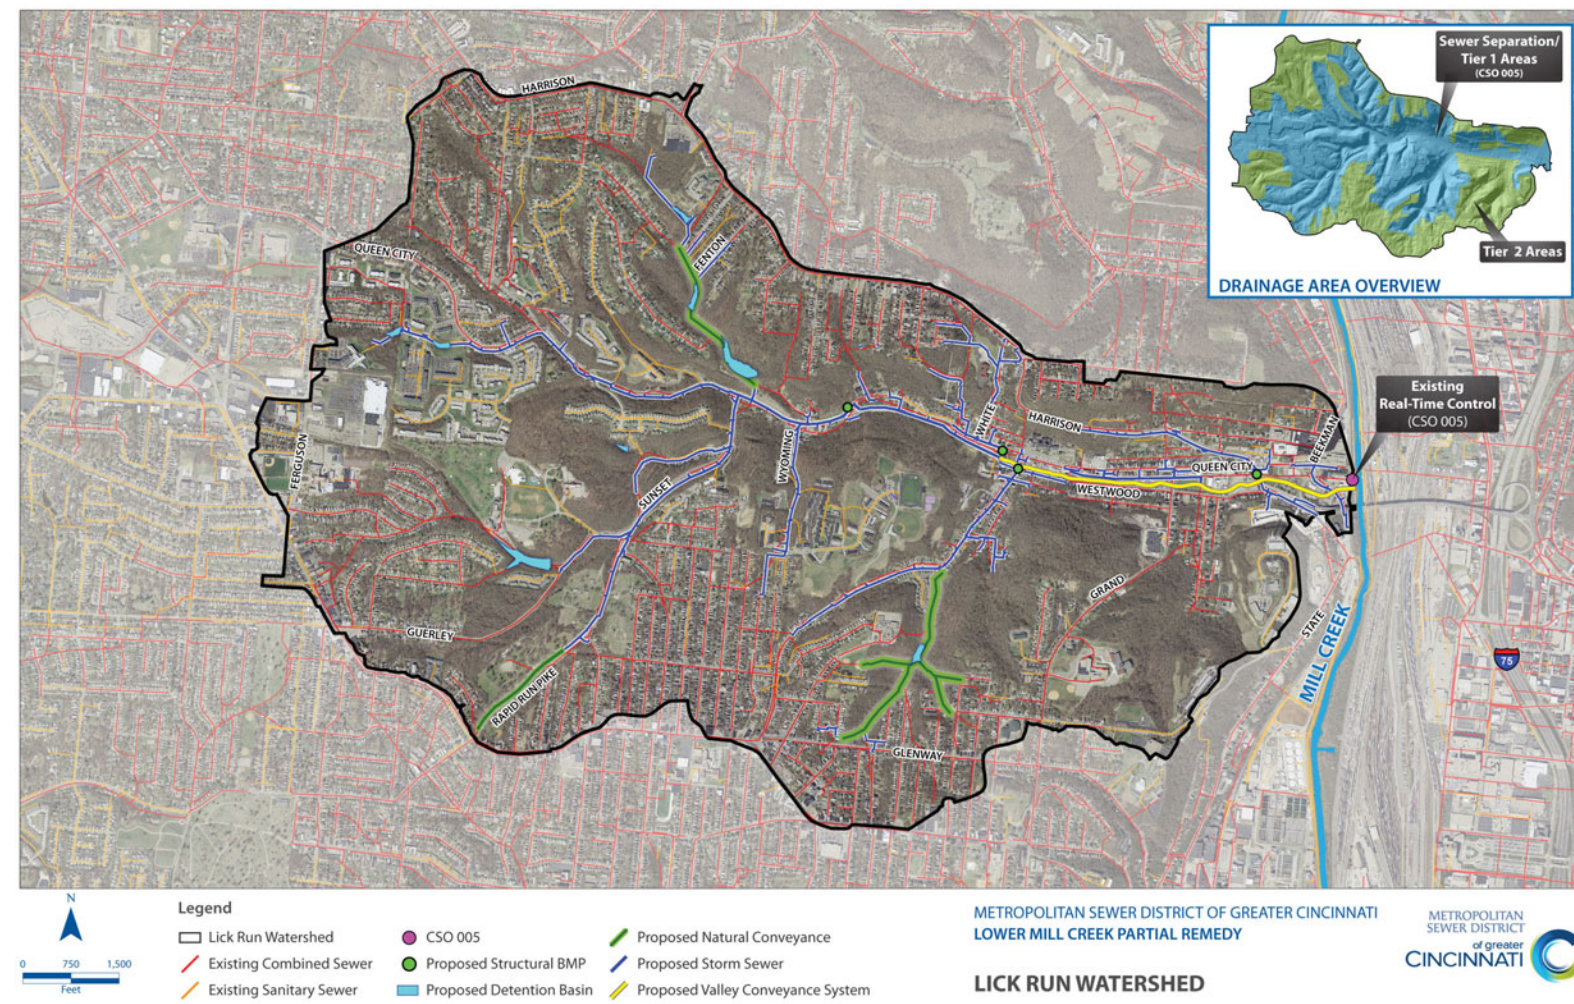 Sewer Separation/
Tier 1 Areas
(CSO 005)
Tier 2 Areas
DRAINAGE AREA OVERVIEW
HARRISON
QUEEN CITY
FENTON
FERGUSON
WYOMING
WHITE
HARRISON
BEEKMAN
Existing
Real-Time Control
(CSO 005)
QUEEN CITY
WESTWOOD
SUNSET
GRAND
GUERLEY
STATE
MILL CREEK
75
RAPID RUN PIKE
GLENWAY
N
0 750 1,500
Feet
Legend
Lick Run Watershed
Existing Combined Sewer
Existing Sanitary Sewer
CSO 005
Proposed Structural BMP
Proposed Detention Basin
Proposed Natural Conveyance
Proposed Storm Sewer
Proposed Valley Conveyance System
METROPOLITAN SEWER DISTRICT OF GREATER CINCINNATI
LOWER MILL CREEK PARTIAL REMEDY
LICK RUN WATERSHED
METROPOLITAN
SEWER DISTRICT
of greater
CINCINNATI